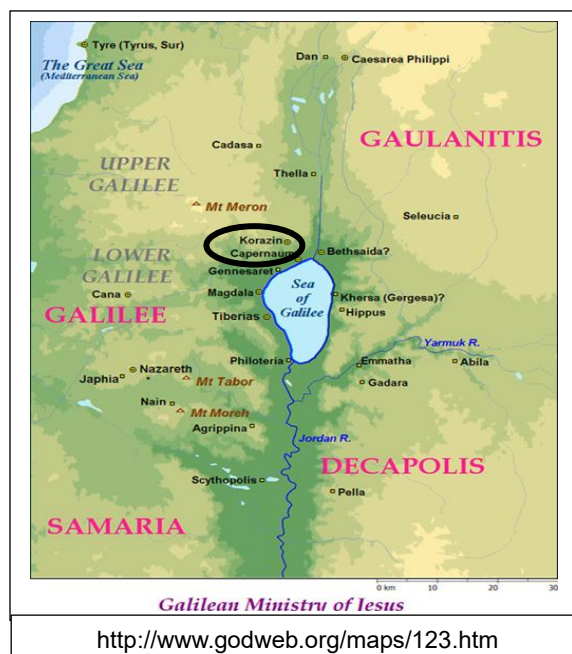 Tyre (Tyrus, Sur)
The Great Sea
(Mediterranean Sea)
Dan
Caesarea Philippi
GAULANITIS
Cadasa
UPPER
GALILEE
Thella
Mt Meron
Seleucia
Korazin
Capernaum
Bethsaida?
LOWER
GALILEE
Gennesaret
Cana
Magdala
Sea
of
Galilee
Khersa (Gergesa)?
Hippus
GALILEE
Tiberias
Yarmuk R.
Philoteria
Emmatha
Abila
Nazareth
Japhia
Mt Tabor
Gadara
Nain
Mt Moreh
Agrippina
Jordan R.
DECAPOLIS
Scythopolis
Pella
SAMARIA
0 km 10 20 30
Galilean Ministry of Jesus
http://www.godweb.org/maps/123.htm